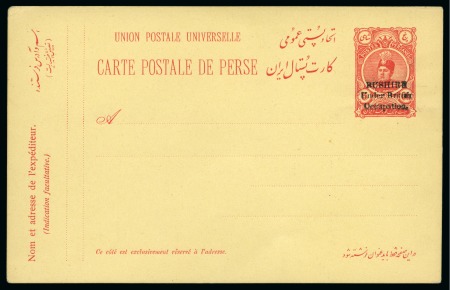 UNION POSTALE UNIVERSELLE
اتحاد پستی عمومی
CARTE POSTALE DE PERSE
کارت پستال ایران
BUSHIRE
Under British
Occupation.
A
Nom et adresse de l'expéditeur.
(Indication facultative.)
Ce côté est exclusivement réservé à l'adresse.